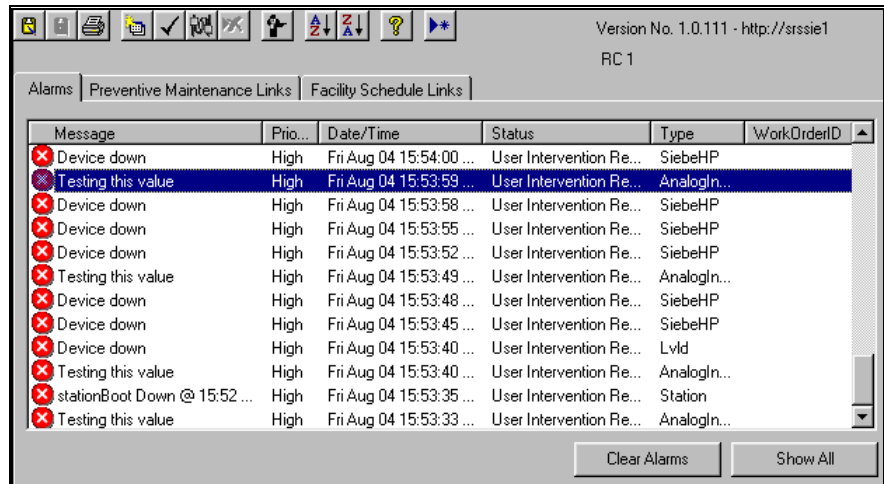 Version No. 1.0.111 - http://srssie1
RC 1
Alarms Preventive Maintenance Links Facility Schedule Links
Message Prio... Date/Time Status Type WorkOrderID
Device down High Fri Aug 04 15:54:00 ... User Intervention Re... SiebeHP
Testing this value High Fri Aug 04 15:53:59 ... User Intervention Re... AnalogIn...
Device down High Fri Aug 04 15:53:58 ... User Intervention Re... SiebeHP
Device down High Fri Aug 04 15:53:55 ... User Intervention Re... SiebeHP
Device down High Fri Aug 04 15:53:52 ... User Intervention Re... SiebeHP
Testing this value High Fri Aug 04 15:53:49 ... User Intervention Re... AnalogIn...
Device down High Fri Aug 04 15:53:48 ... User Intervention Re... SiebeHP
Device down High Fri Aug 04 15:53:45 ... User Intervention Re... SiebeHP
Device down High Fri Aug 04 15:53:40 ... User Intervention Re... Lvld
Testing this value High Fri Aug 04 15:53:40 ... User Intervention Re... AnalogIn...
stationBoot Down @ 15:52 ... High Fri Aug 04 15:53:35 ... User Intervention Re... Station
Testing this value High Fri Aug 04 15:53:33 ... User Intervention Re... AnalogIn...
Clear Alarms Show All